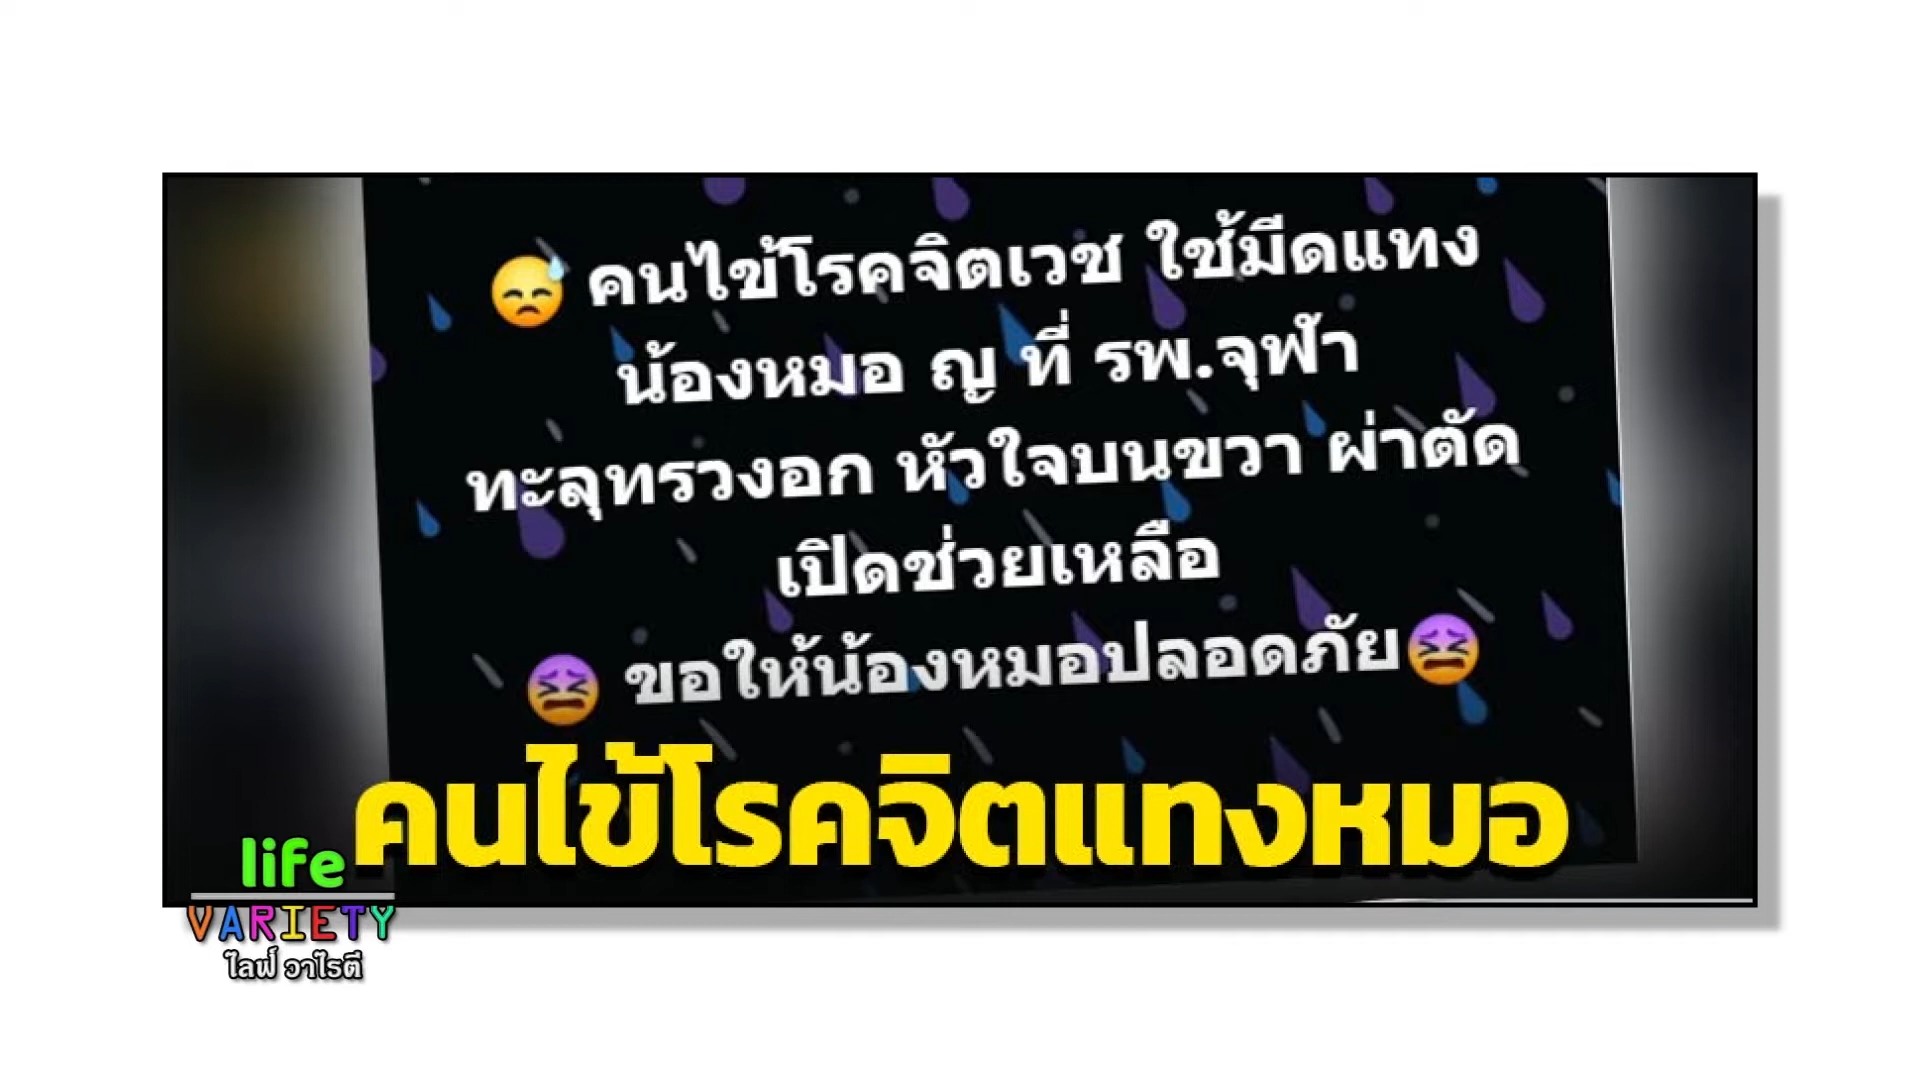 😓 คนไข้โรคจิตเวช ใช้มีดแทง
น้องหมอ ญ ที่ รพ.จุฬาฯ
ทะลุทรวงอก หัวใจบนขวา ผ่าตัด
เปิดช่วยเหลือ
😫 ขอให้น้องหมอปลอดภัย😫
คนไข้โรคจิตแทงหมอ
life
VARIETY
ไลฟ์ วาไรตี